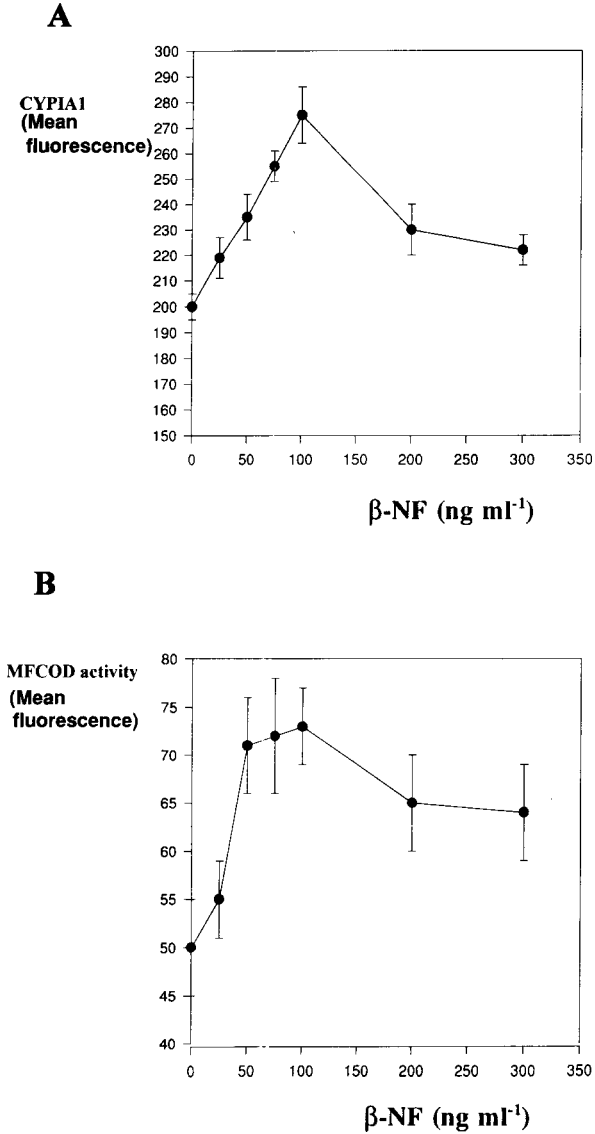 A
CYPIA1
(Mean
fluorescence)
300
290
280
270
260
250
240
230
220
210
200
190
180
170
160
150
0 50 100 150 200 250 300 350
β-NF (ng ml-1)
B
MFCOD activity
(Mean
fluorescence)
80
75
70
65
60
55
50
45
40
0 50 100 150 200 250 300 350
β-NF (ng ml-1)